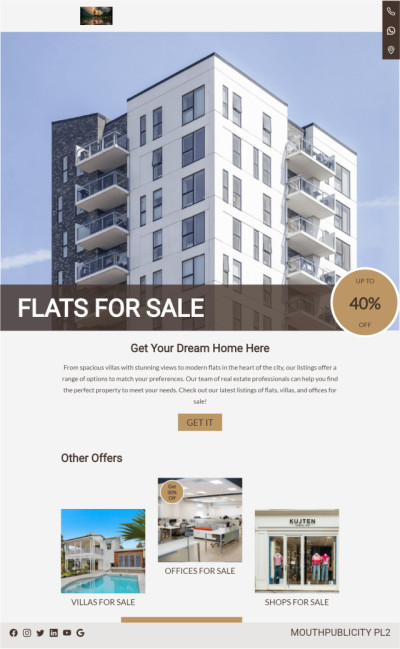 FLATS FOR SALE
UP TO
40%
OFF
Get Your Dream Home Here
From spacious villas with stunning views to modern flats in the heart of the city, our listings offer a
range of options to match your preferences. Our team of real estate professionals can help you find
the perfect property to meet your needs. Check out our latest listings of flats, villas, and offices for
sale!
GET IT
Other Offers
Get
30%
Off
KUJTEN
VILLAS FOR SALE
OFFICES FOR SALE
SHOPS FOR SALE
MOUTHPUBLICITY PL2